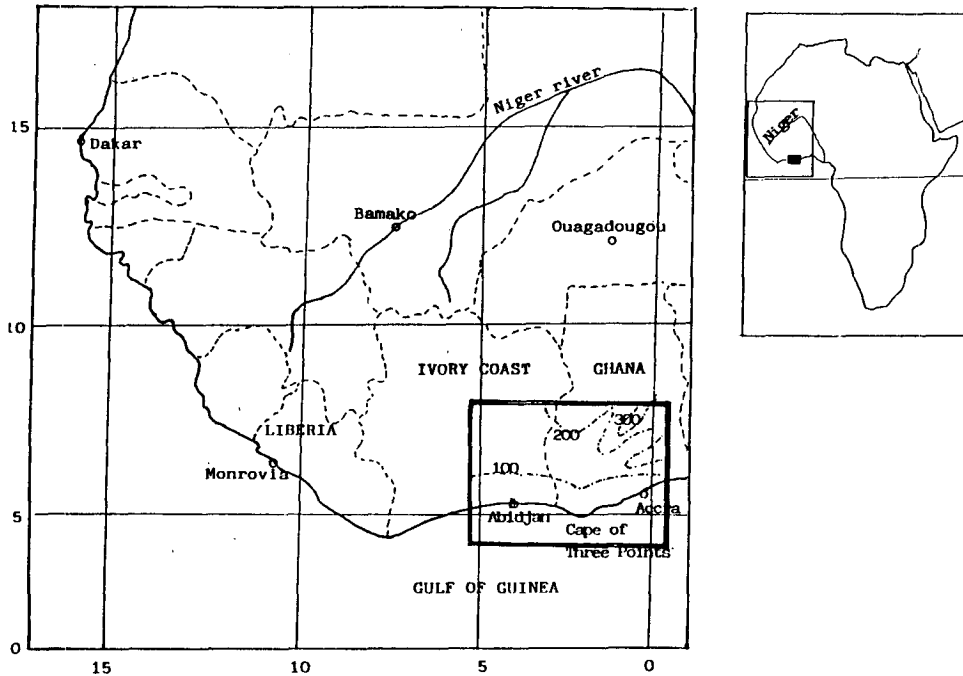 Niger river
15
Dakar
Bamako
Ouagadougou
10
IVORY COAST
GHANA
LIBERIA
200
300
100
Monrovia
Abidjan
Accra
5
Cape of
Three Points
GULF OF GUINEA
0
15
10
5
0
Niger